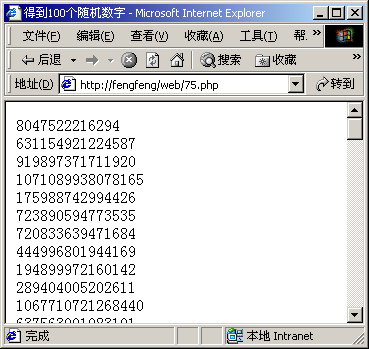 得到100个随机数字 - Microsoft Internet Explorer
文件(F) 编辑(E) 查看(V) 收藏(A) 工具(T) 帮. »
后退 » 搜索 收藏 »
地址(D) http://fengfeng/web/75.php 转到
8047522216294
631154921224587
919897371711920
1071089938078165
175988742994426
723890594773535
720833639471684
444996801944169
194899972160142
289404005202611
1067710721268440
完成 本地 Intranet